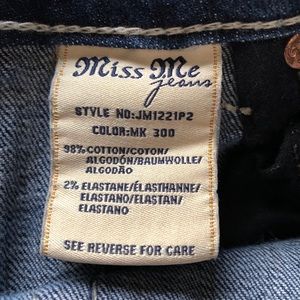 Miss Me
jeans
STYLE NO:JM1221P2
COLOR:MK 300
98% COTTON/COTON/
ALGODÓN/BAUMWOLLE/
ALGODÃO
2% ELASTANE/ÉLASTHANNE/
ELASTANO/ELASTAN/
ELASTANO
SEE REVERSE FOR CARE